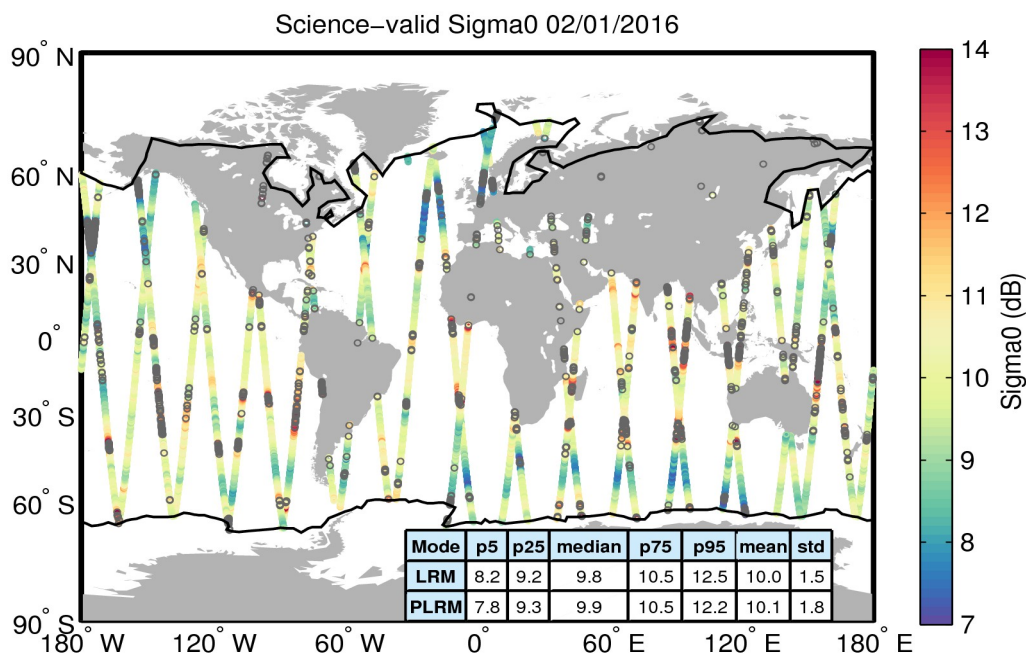 Science-valid Sigma0 02/01/2016
90° N
60° N
30° N
0°
30° S
60° S
90° S
180° W
120° W
60° W
0°
60° E
120° E
180° E
14
13
12
11
10
9
8
7
Sigma0 (dB)
Mode p5 p25 median p75 p95 mean std
LRM 8.2 9.2 9.8 10.5 12.5 10.0 1.5
PLRM 7.8 9.3 9.9 10.5 12.2 10.1 1.8